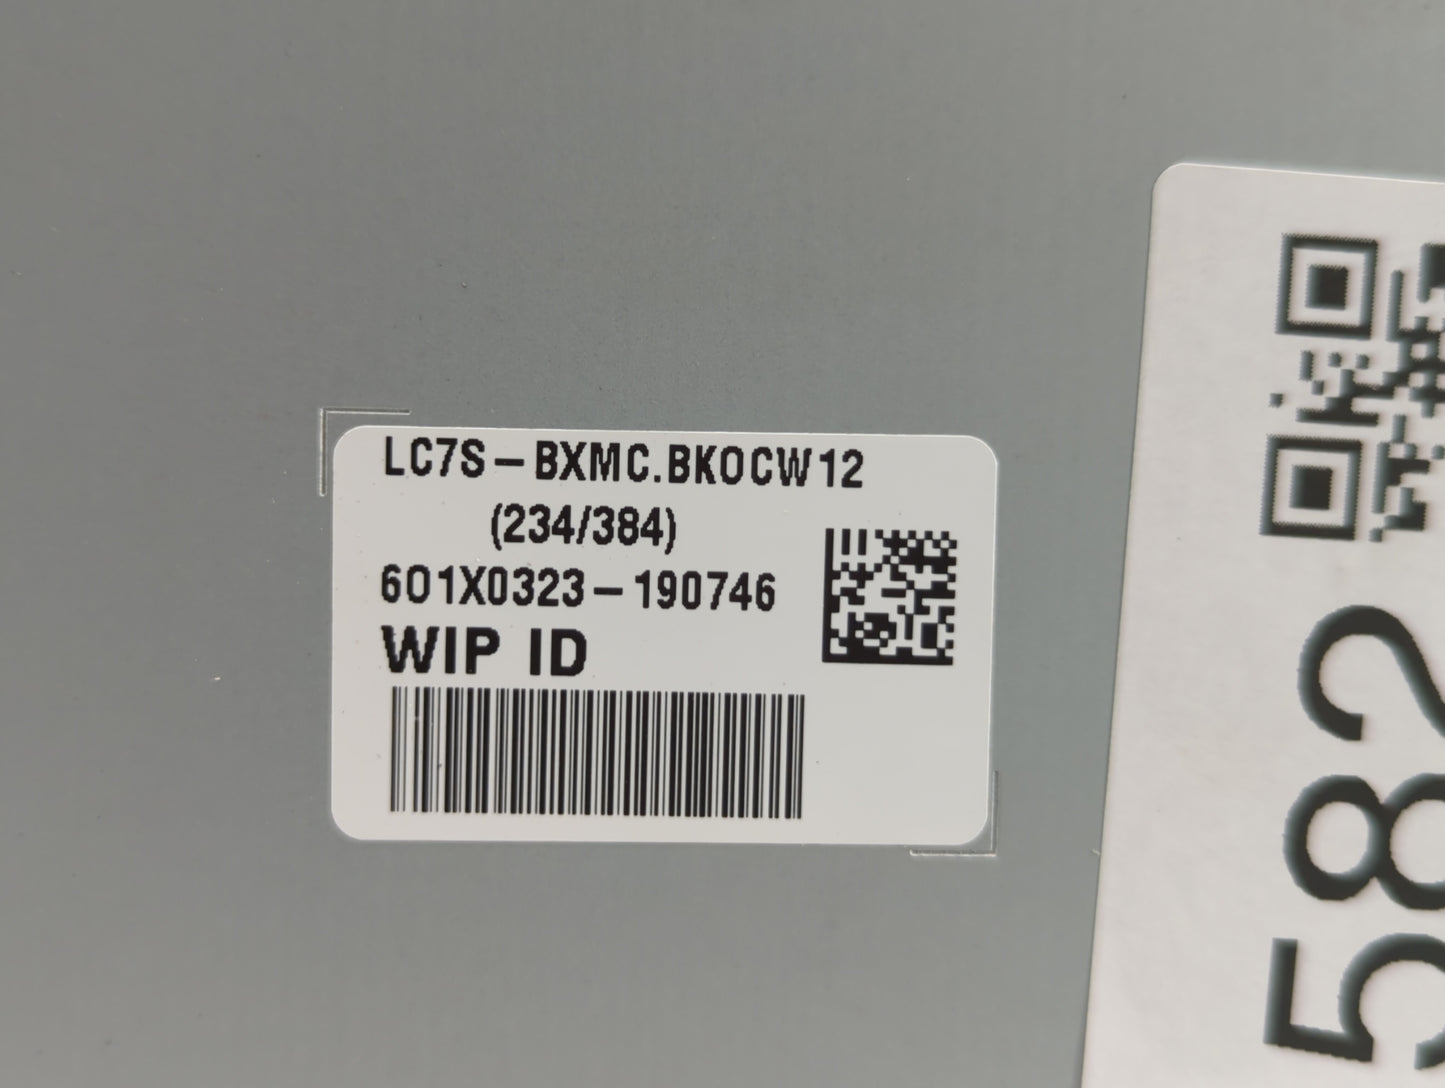 LC7S-BXMC.BKOCW12
(234/384)
601X0323-190746
WIP ID
582